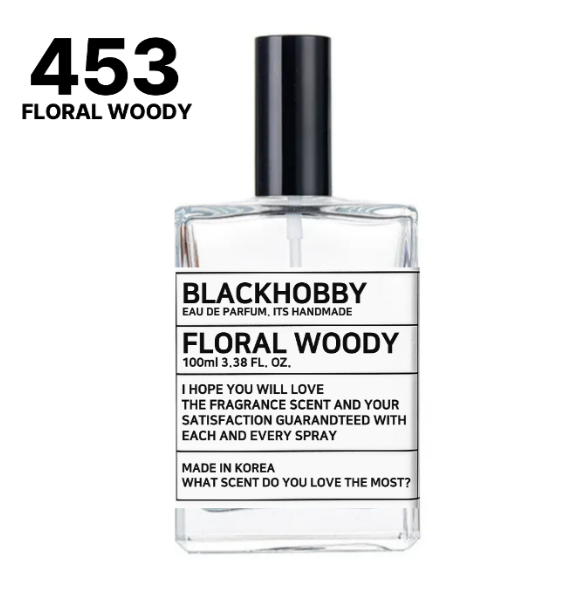 453
FLORAL WOODY
BLACKHOBBY
EAU DE PARFUM, ITS HANDMADE
FLORAL WOODY
100ml 3.38 FL. OZ.
I HOPE YOU WILL LOVE
THE FRAGRANCE SCENT AND YOUR
SATISFACTION GUARANDTEED WITH
EACH AND EVERY SPRAY
MADE IN KOREA
WHAT SCENT DO YOU LOVE THE MOST?